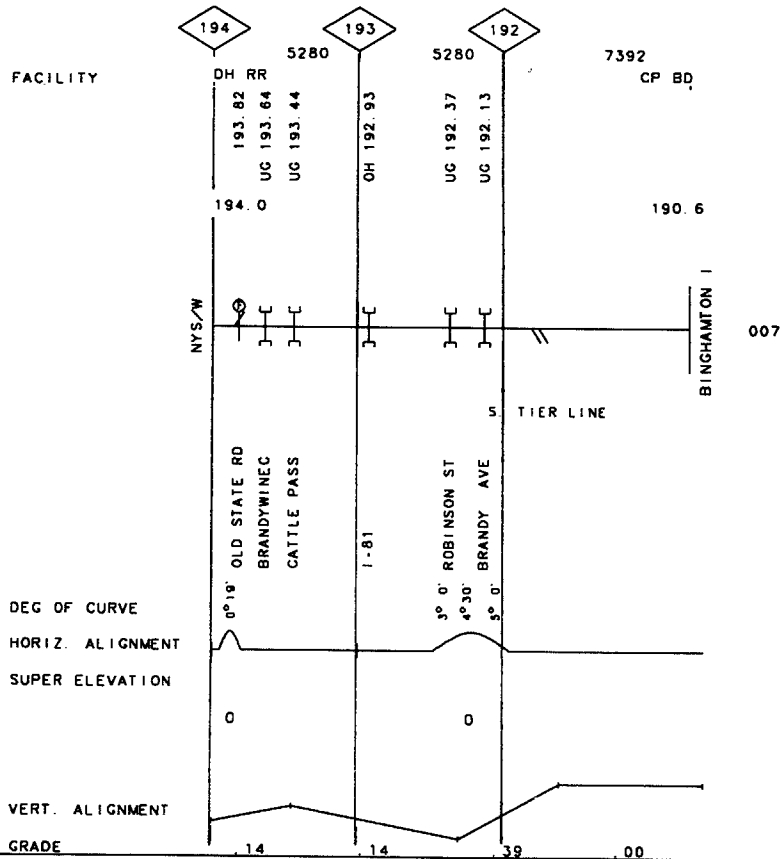 194 193 192
5280 5280 7392
FACILITY DH RR CP BD
193.82
UG 193.64
UG 193.44
OH 192.93
UG 192.37
UG 192.13
194.0 190.6
NYS/W
BINGHAMTON I
007
S. TIER LINE
OLD STATE RD
BRANDYWINEC
CATTLE PASS
I-81
ROBINSON ST
BRANDY AVE
DEG OF CURVE 0°19' 3° 0' 4°30' 5° 0'
HORIZ. ALIGNMENT
SUPER ELEVATION
0 0
VERT. ALIGNMENT
GRADE .14 .14 .39 .00